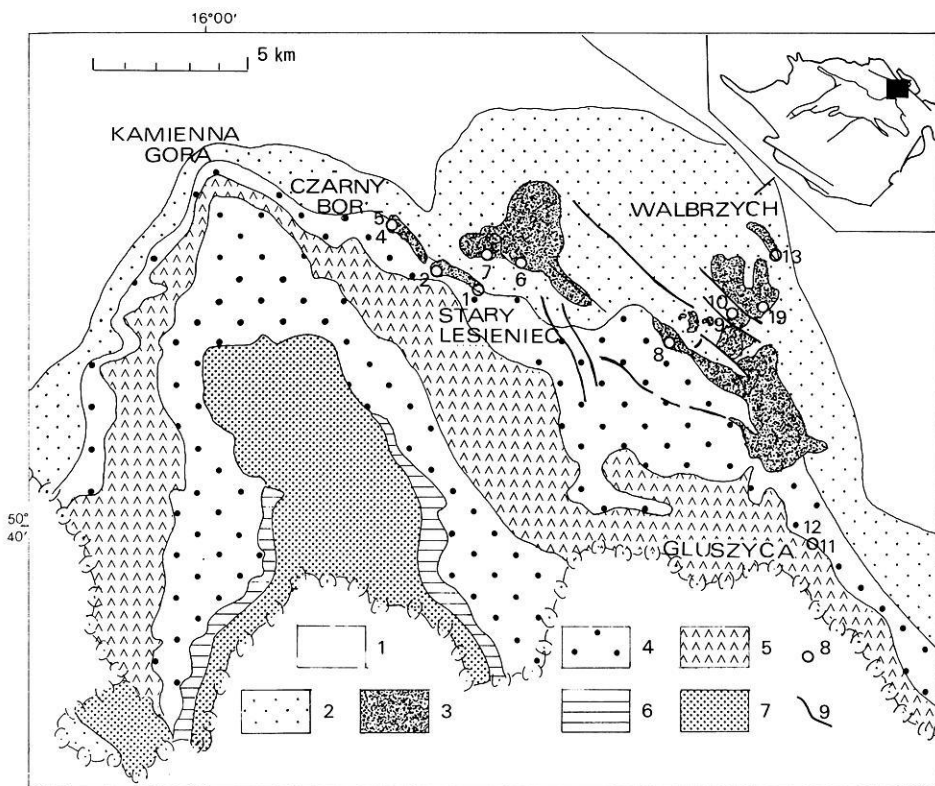 16°00'
5 km
KAMIENNA
GORA
CZARNY
BOR
WALBRZYCH
5
4
13
7
2
6
10
1
19
STARY
LESIENIEC
9
8
50°
40'
12
GLUSZYCA
11
1
4
5
8
2
3
6
7
9